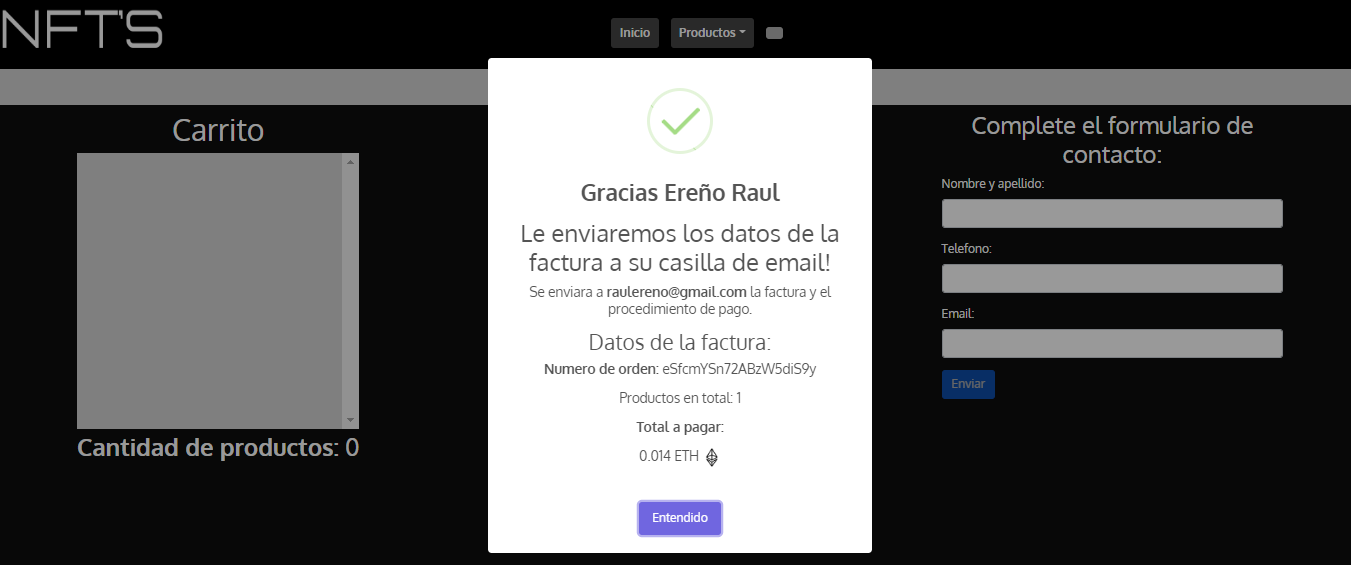 NFT'S
Inicio
Productos
Carrito
Cantidad de productos: 0
Gracias Ereño Raul
Le enviaremos los datos de la
factura a su casilla de email!
Se enviara a raulereno@gmail.com la factura y el
procedimiento de pago.
Datos de la factura:
Numero de orden: eSfcmYSn72ABzW5diS9y
Productos en total: 1
Total a pagar:
0.014 ETH
Entendido
Complete el formulario de
contacto:
Nombre y apellido:
Telefono:
Email:
Enviar